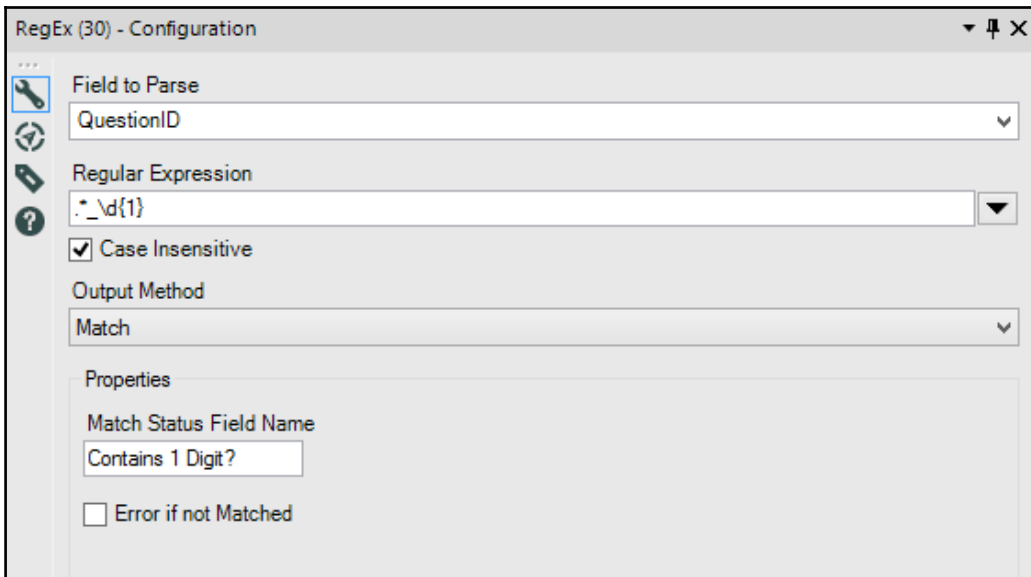 RegEx (30) - Configuration
Field to Parse
QuestionID
Regular Expression
.*_\d{1}
Case Insensitive
Output Method
Match
Properties
Match Status Field Name
Contains 1 Digit?
Error if not Matched